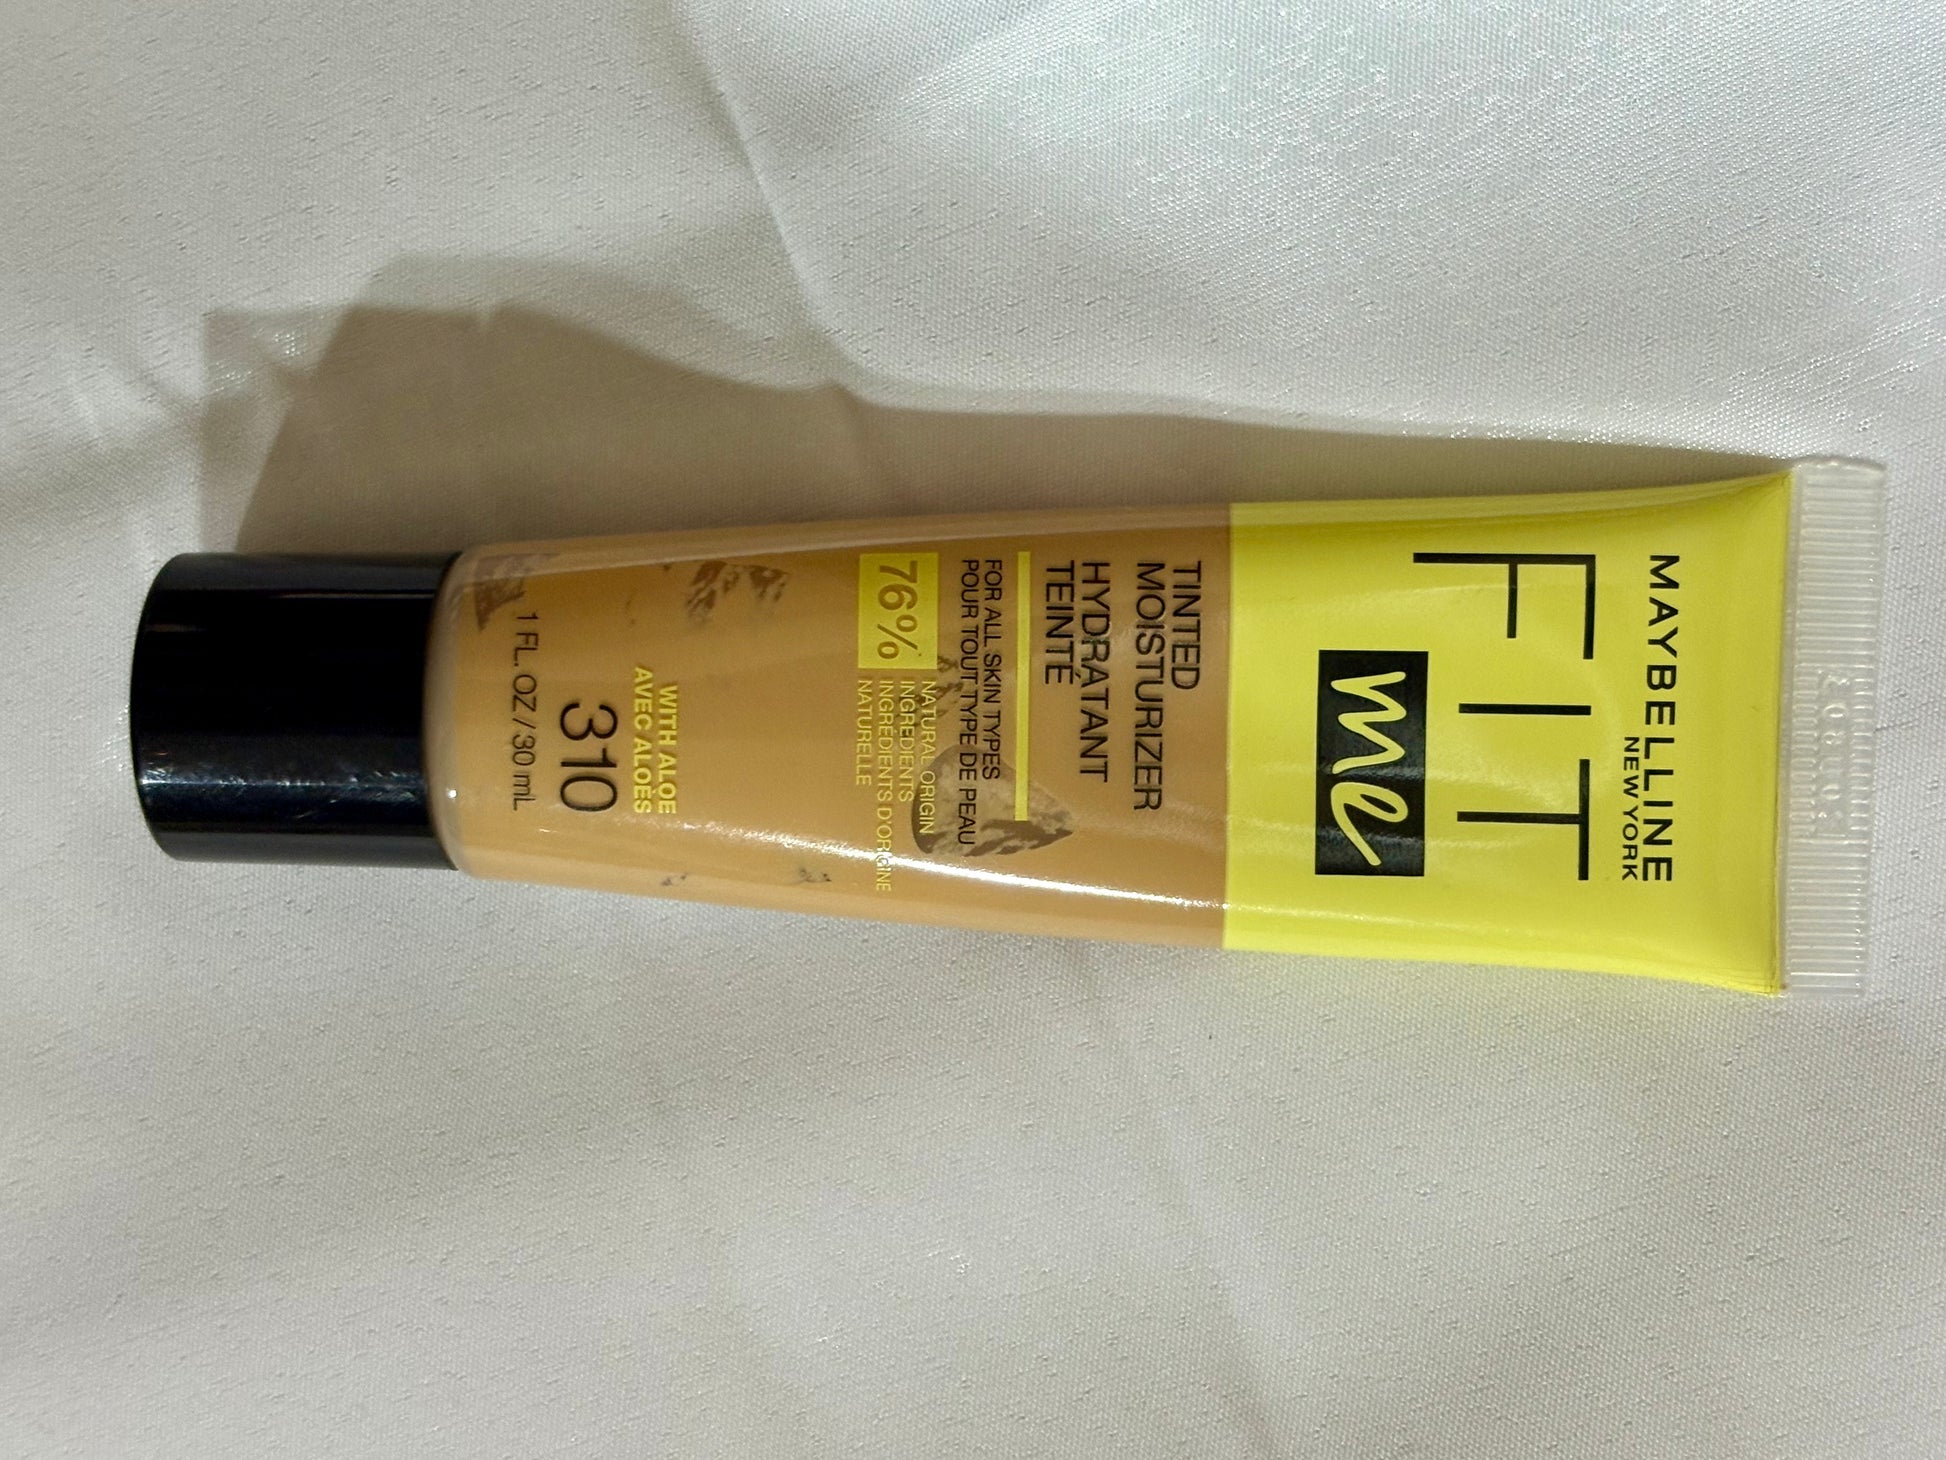 MAYBELLINE
NEW YORK
FIT
me
TINTED
MOISTURIZER
HYDRATANT
TEINTÉ
FOR ALL SKIN TYPES
POUR TOUT TYPE DE PEAU
76%
NATURAL ORIGIN
INGREDIENTS
INGRÉDIENTS D'ORIGINE
NATURELLE
WITH ALOE
AVEC ALOES
310
1 FL. OZ / 30 mL